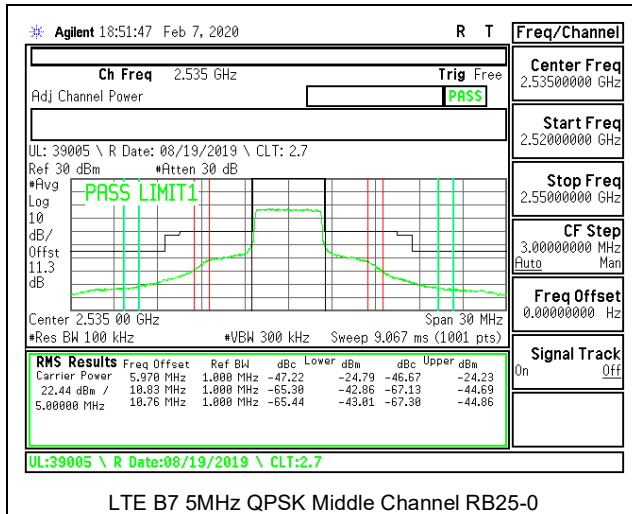 Agilent 18:51:47 Feb 7, 2020 R T
Ch Freq 2.535 GHz Trig Free
Adj Channel Power PASS
UL: 39005 \ R Date: 08/19/2019 \ CLT: 2.7
Ref 30 dBm #Atten 30 dB
#Avg
Log
10
dB/
Offst
11.3
dB
PASS LIMIT1
Center 2.535 00 GHz Span 30 MHz
#Res BW 100 kHz #VBW 300 kHz Sweep 9.067 ms (1001 pts)
RMS Results Freq Offset Ref BW dBc Lower dBm dBc Upper dBm
Carrier Power 5.970 MHz 1.000 MHz -47.22 -24.79 -46.67 -24.23
22.44 dBm / 10.83 MHz 1.000 MHz -65.30 -42.86 -67.13 -44.69
5.00000 MHz 10.76 MHz 1.000 MHz -65.44 -43.01 -67.30 -44.86
UL:39005 \ R Date:08/19/2019 \ CLT:2.7
Freq/Channel
Center Freq
2.53500000 GHz
Start Freq
2.52000000 GHz
Stop Freq
2.55000000 GHz
CF Step
3.00000000 MHz
Auto Man
Freq Offset
0.00000000 Hz
Signal Track
On Off
LTE B7 5MHz QPSK Middle Channel RB25-0